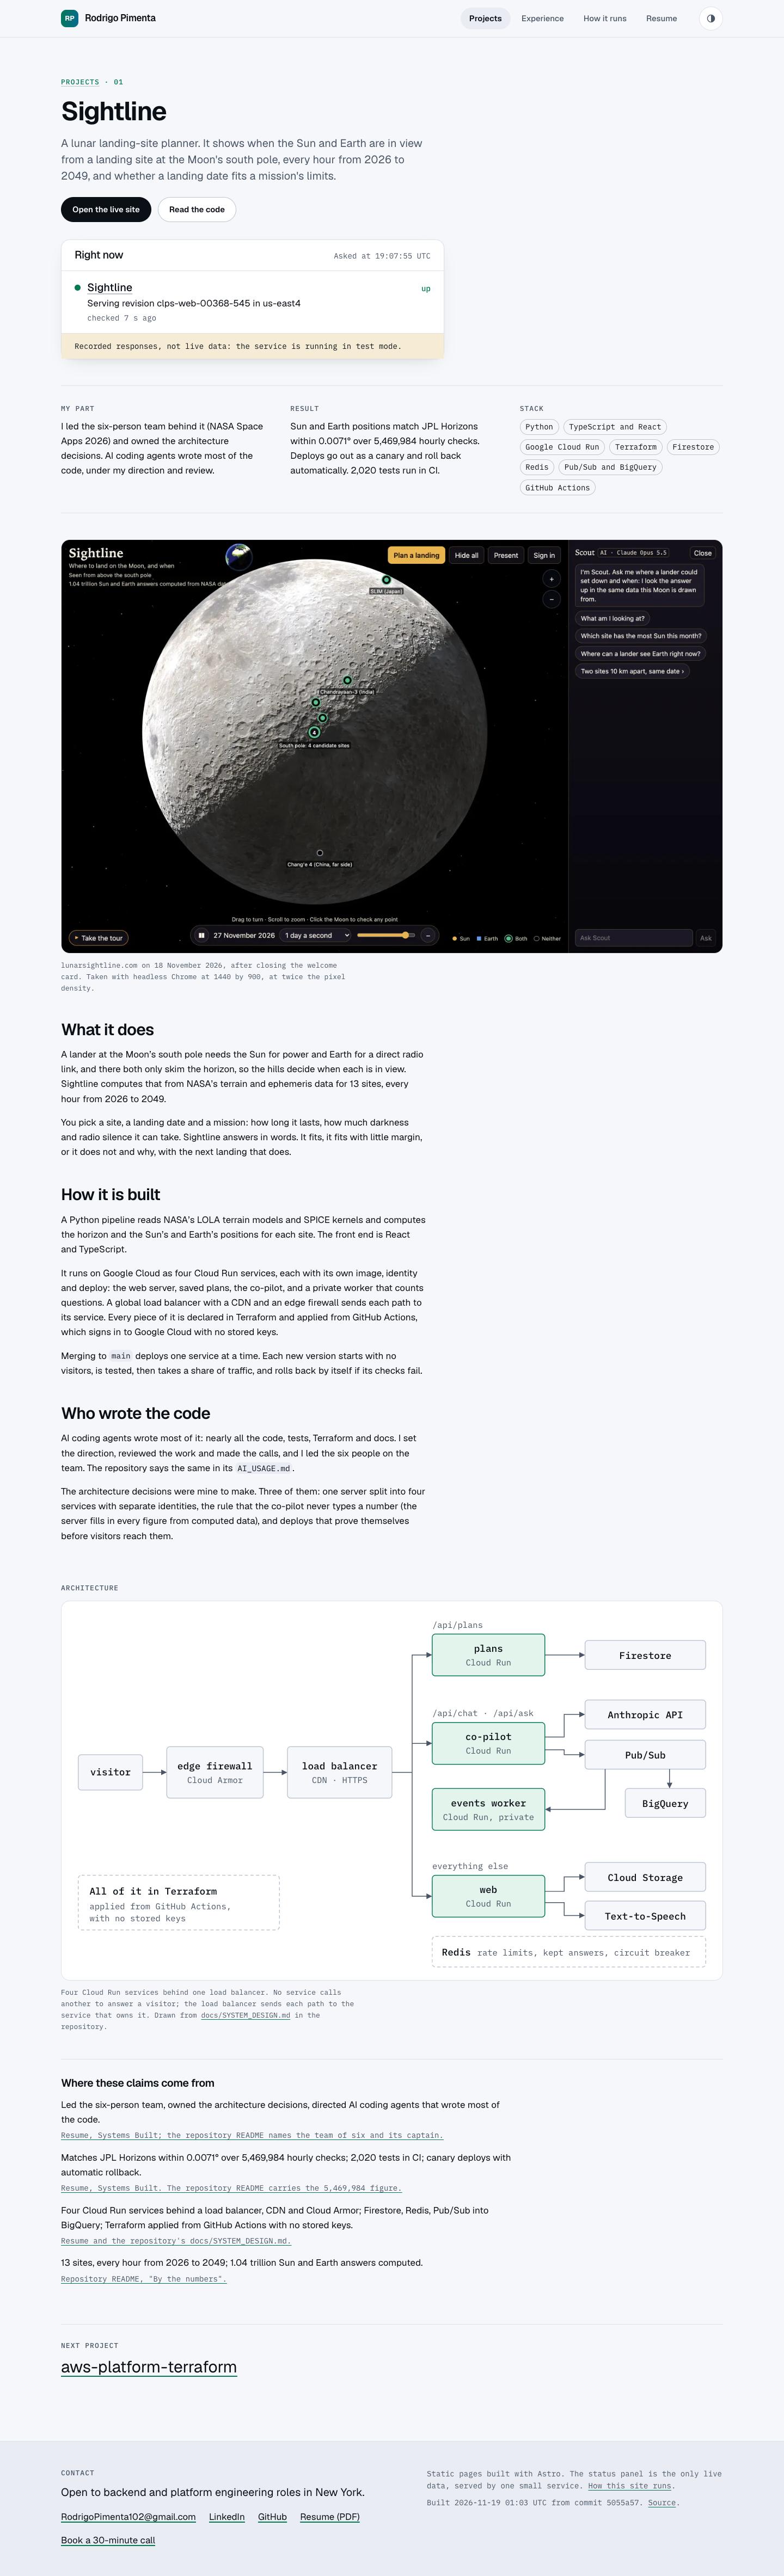 RP Rodrigo Pimenta
Projects Experience How it runs Resume
PROJECTS · 01
Sightline
A lunar landing-site planner. It shows when the Sun and Earth are in view
from a landing site at the Moon's south pole, every hour from 2026 to
2049, and whether a landing date fits a mission's limits.
Open the live site Read the code
Right now Asked at 19:07:55 UTC
Sightline up
Serving revision clps-web-00368-545 in us-east4
checked 7 s ago
Recorded responses, not live data: the service is running in test mode.
MY PART
I led the six-person team behind it (NASA Space
Apps 2026) and owned the architecture
decisions. AI coding agents wrote most of the
code, under my direction and review.
RESULT
Sun and Earth positions match JPL Horizons
within 0.0071° over 5,469,984 hourly checks.
Deploys go out as a canary and roll back
automatically. 2,020 tests run in CI.
STACK
Python TypeScript and React
Google Cloud Run Terraform Firestore
Redis Pub/Sub and BigQuery
GitHub Actions
Sightline
Where to land on the Moon, and when
Seen from above the south pole
1.04 trillion Sun and Earth answers computed from NASA dat
Plan a landing Hide all Present Sign in
+
−
SLIM (Japan)
Chandrayaan-3 (India)
4
South pole: 4 candidate sites
Chang'e 4 (China, far side)
Drag to turn · Scroll to zoom · Click the Moon to check any point
Take the tour
27 November 2026 1 day a second
Sun Earth Both Neither
Scout AI · Claude Opus 5.5 Close
I'm Scout. Ask me where a lander could
set down and when: I look the answer
up in the same data this Moon is drawn
from.
What am I looking at?
Which site has the most Sun this month?
Where can a lander see Earth right now?
Two sites 10 km apart, same date ›
Ask Scout Ask
lunarsightline.com on 18 November 2026, after closing the welcome
card. Taken with headless Chrome at 1440 by 900, at twice the pixel
density.
What it does
A lander at the Moon's south pole needs the Sun for power and Earth for a direct radio
link, and there both only skim the horizon, so the hills decide when each is in view.
Sightline computes that from NASA's terrain and ephemeris data for 13 sites, every
hour from 2026 to 2049.
You pick a site, a landing date and a mission: how long it lasts, how much darkness
and radio silence it can take. Sightline answers in words. It fits, it fits with little margin,
or it does not and why, with the next landing that does.
How it is built
A Python pipeline reads NASA's LOLA terrain models and SPICE kernels and computes
the horizon and the Sun's and Earth's positions for each site. The front end is React
and TypeScript.
It runs on Google Cloud as four Cloud Run services, each with its own image, identity
and deploy: the web server, saved plans, the co-pilot, and a private worker that counts
questions. A global load balancer with a CDN and an edge firewall sends each path to
its service. Every piece of it is declared in Terraform and applied from GitHub Actions,
which signs in to Google Cloud with no stored keys.
Merging to main deploys one service at a time. Each new version starts with no
visitors, is tested, then takes a share of traffic, and rolls back by itself if its checks fail.
Who wrote the code
AI coding agents wrote most of it: nearly all the code, tests, Terraform and docs. I set
the direction, reviewed the work and made the calls, and I led the six people on the
team. The repository says the same in its AI_USAGE.md.
The architecture decisions were mine to make. Three of them: one server split into four
services with separate identities, the rule that the co-pilot never types a number (the
server fills in every figure from computed data), and deploys that prove themselves
before visitors reach them.
ARCHITECTURE
visitor
edge firewall
Cloud Armor
load balancer
CDN · HTTPS
/api/plans
plans
Cloud Run
Firestore
/api/chat · /api/ask
co-pilot
Cloud Run
Anthropic API
Pub/Sub
events worker
Cloud Run, private
BigQuery
everything else
web
Cloud Run
Cloud Storage
Text-to-Speech
All of it in Terraform
applied from GitHub Actions,
with no stored keys
Redis rate limits, kept answers, circuit breaker
Four Cloud Run services behind one load balancer. No service calls
another to answer a visitor; the load balancer sends each path to the
service that owns it. Drawn from docs/SYSTEM_DESIGN.md in the
repository.
Where these claims come from
Led the six-person team, owned the architecture decisions, directed AI coding agents that wrote most of
the code.
Resume, Systems Built; the repository README names the team of six and its captain.
Matches JPL Horizons within 0.0071° over 5,469,984 hourly checks; 2,020 tests in CI; canary deploys with
automatic rollback.
Resume, Systems Built. The repository README carries the 5,469,984 figure.
Four Cloud Run services behind a load balancer, CDN and Cloud Armor; Firestore, Redis, Pub/Sub into
BigQuery; Terraform applied from GitHub Actions with no stored keys.
Resume and the repository's docs/SYSTEM_DESIGN.md.
13 sites, every hour from 2026 to 2049; 1.04 trillion Sun and Earth answers computed.
Repository README, "By the numbers".
NEXT PROJECT
aws-platform-terraform
CONTACT
Open to backend and platform engineering roles in New York.
RodrigoPimenta102@gmail.com LinkedIn GitHub Resume (PDF)
Book a 30-minute call
Static pages built with Astro. The status panel is the only live
data, served by one small service. How this site runs.
Built 2026-11-19 01:03 UTC from commit 5055a57. Source.